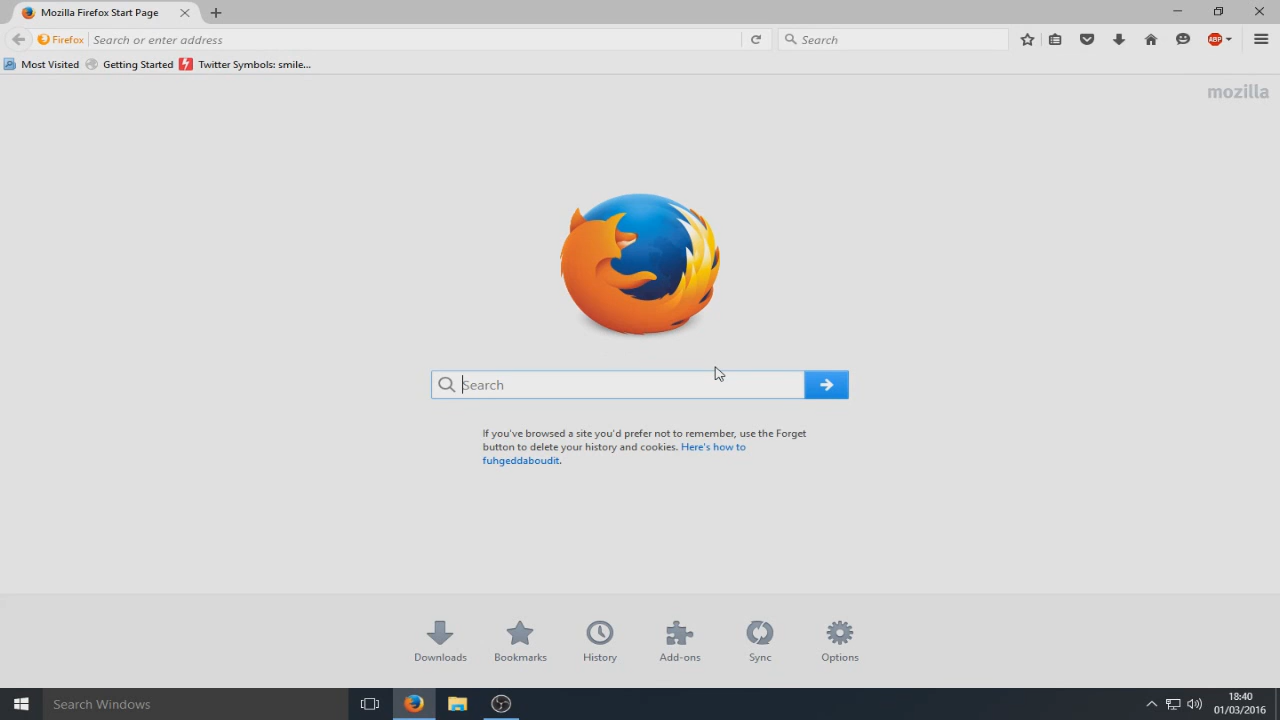 Mozilla Firefox Start Page
Firefox Search or enter address Search ABP
Most Visited Getting Started Twitter Symbols: smile...
mozilla
Search
If you've browsed a site you'd prefer not to remember, use the Forget
button to delete your history and cookies. Here's how to
fuhgeddaboudit.
Downloads Bookmarks History Add-ons Sync Options
Search Windows
18:40
01/03/2016